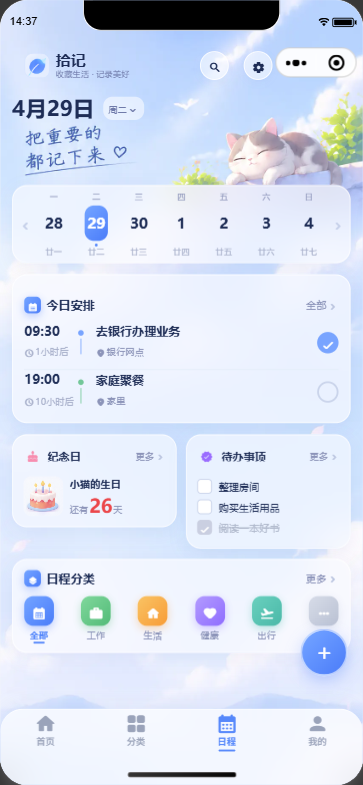 14:37
拾记
收藏生活 · 记录美好
4月29日 周二
把重要的
都记下来
一 二 三 四 五 六 日
28 29 30 1 2 3 4
廿一 廿二 廿三 廿四 廿五 廿六 廿七
今日安排 全部
09:30 去银行办理业务
1小时后 银行网点
19:00 家庭聚餐
10小时后 家里
纪念日 更多
小猫的生日
还有26天
待办事项 更多
整理房间
购买生活用品
阅读一本好书
日程分类 更多
全部 工作 生活 健康 出行
首页 分类 日程 我的